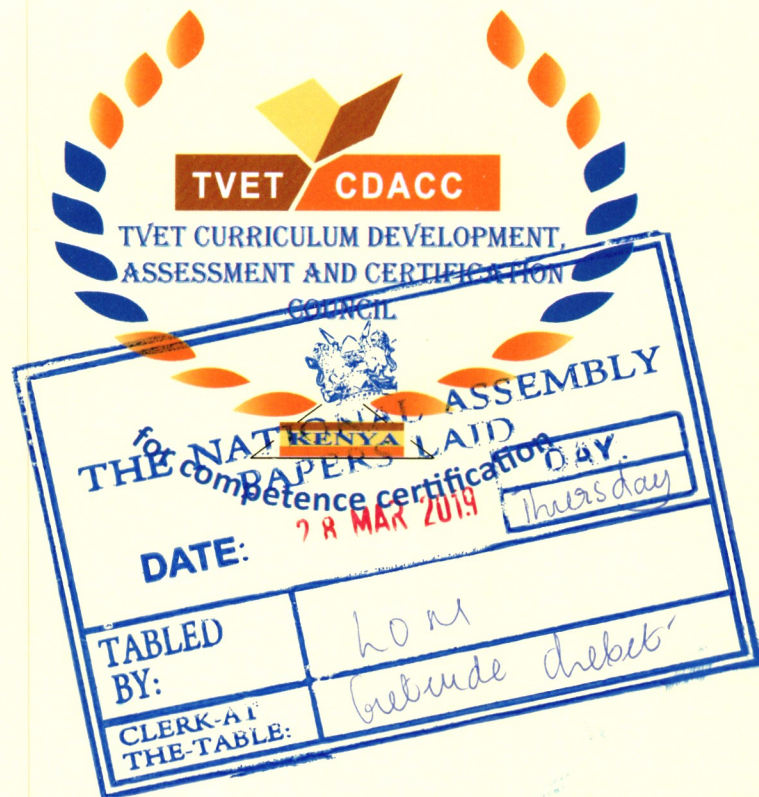 TVET CDACC
TVET CURRICULUM DEVELOPMENT,
ASSESSMENT AND CERTIFICATION
COUNCIL
KENYA
for competence certification
THE NATIONAL ASSEMBLY
PAPERS LAID
DATE: 28 MAR 2019
DAY.
Thursday
TABLED
BY:
LOM
CLERK-AT
THE-TABLE:
Chebet